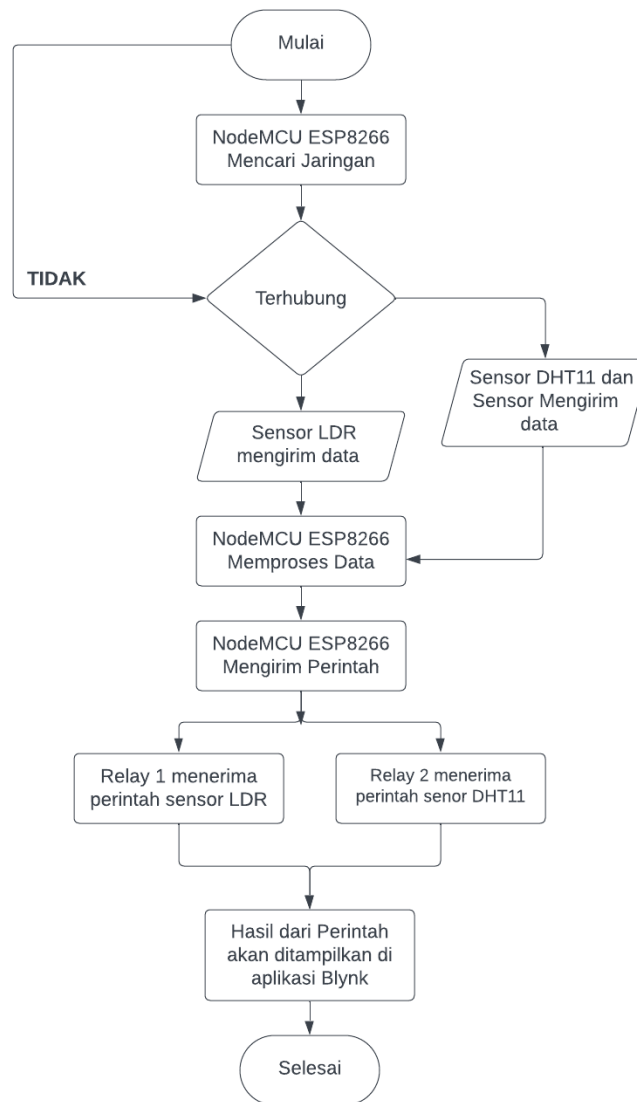 Mulai
NodeMCU ESP8266
Mencari Jaringan
TIDAK
Terhubung
Sensor DHT11 dan
Sensor Mengirim
data
Sensor LDR
mengirim data
NodeMCU ESP8266
Memproses Data
NodeMCU ESP8266
Mengirim Perintah
Relay 1 menerima
perintah sensor LDR
Relay 2 menerima
perintah senor DHT11
Hasil dari Perintah
akan ditampilkan di
aplikasi Blynk
Selesai